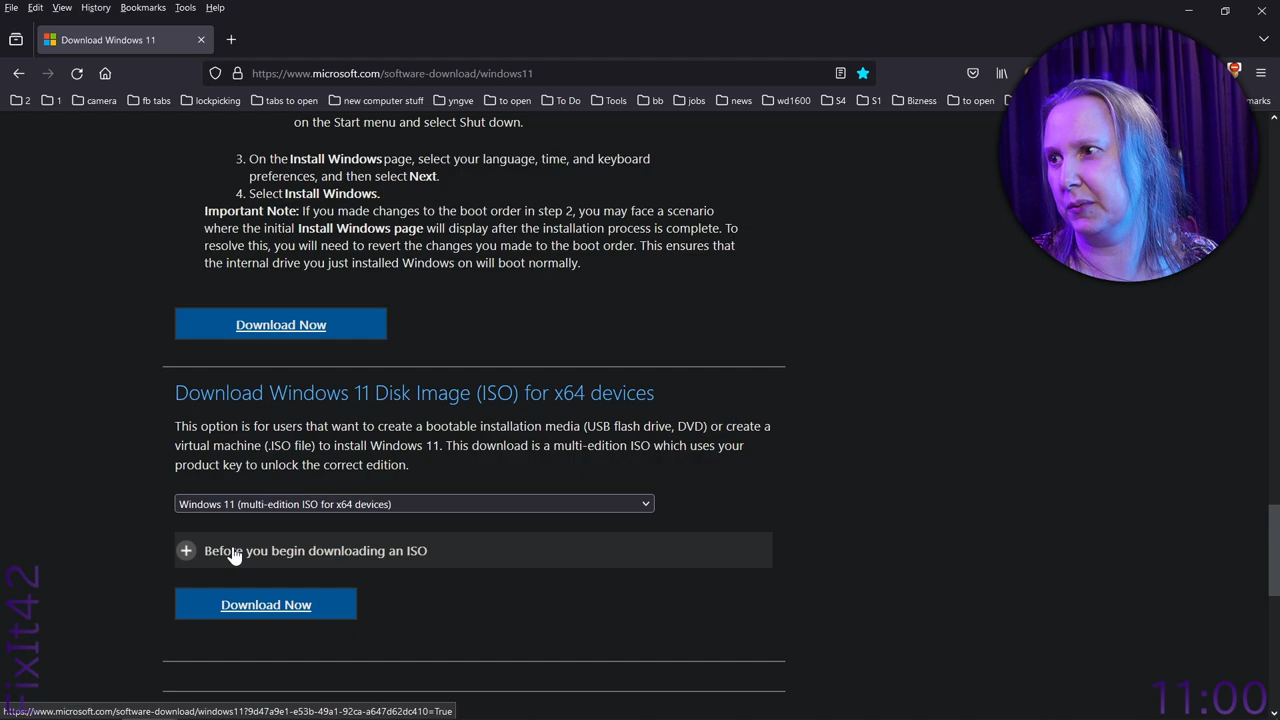 File Edit View History Bookmarks Tools Help
Download Windows 11
https://www.microsoft.com/software-download/windows11
2 1 camera fb tabs lockpicking tabs to open new computer stuff yngve to open To Do Tools bb jobs news wd1600 S4 S1 Bizness to open
on the Start menu and select Shut down.
3. On the Install Windows page, select your language, time, and keyboard
preferences, and then select Next.
4. Select Install Windows.
Important Note: If you made changes to the boot order in step 2, you may face a scenario
where the initial Install Windows page will display after the installation process is complete. To
resolve this, you will need to revert the changes you made to the boot order. This ensures that
the internal drive you just installed Windows on will boot normally.
Download Now
Download Windows 11 Disk Image (ISO) for x64 devices
This option is for users that want to create a bootable installation media (USB flash drive, DVD) or create a
virtual machine (.ISO file) to install Windows 11. This download is a multi-edition ISO which uses your
product key to unlock the correct edition.
Windows 11 (multi-edition ISO for x64 devices)
Before you begin downloading an ISO
Download Now
FixIt42
11:00
https://www.microsoft.com/software-download/windows11?9d47a9e1-e53b-49a1-92ca-a647d62dc410=True